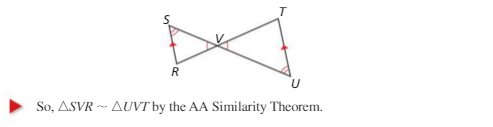 S
T
V
R
U
So, △SVR ~ △UVT by the AA Similarity Theorem.